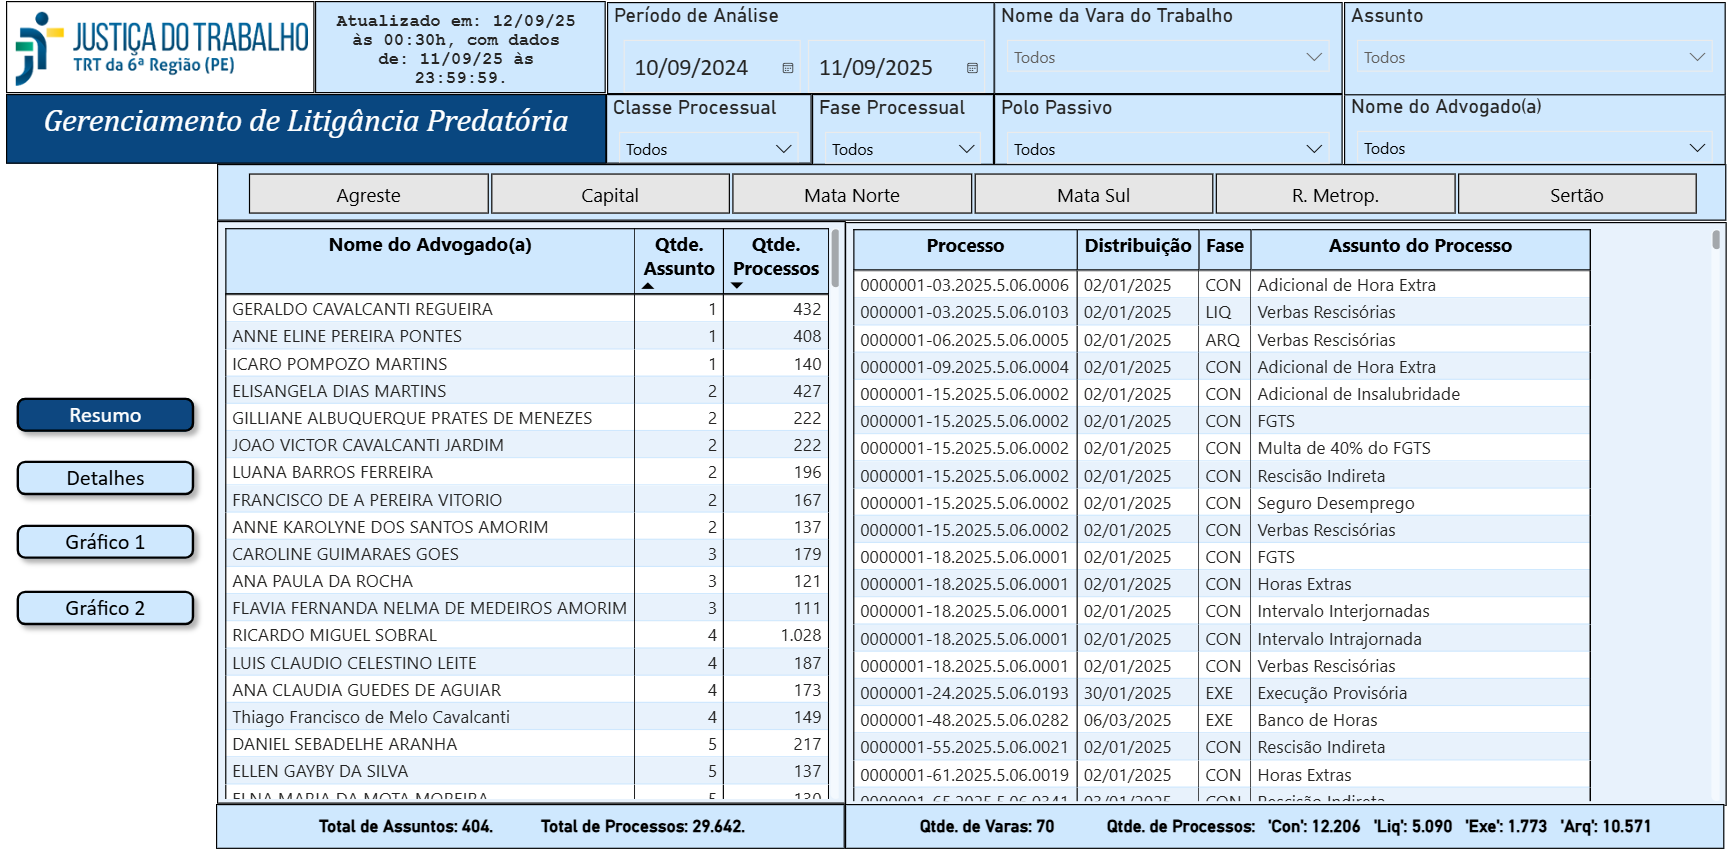 JUSTIÇA DO TRABALHO
TRT da 6ª Região (PE)
Atualizado em: 12/09/25
às 00:30h, com dados
de: 11/09/25 às
23:59:59.
Período de Análise
10/09/2024 11/09/2025
Nome da Vara do Trabalho
Todos
Assunto
Todos
Gerenciamento de Litigância Predatória
Classe Processual
Todos
Fase Processual
Todos
Polo Passivo
Todos
Nome do Advogado(a)
Todos
Agreste Capital Mata Norte Mata Sul R. Metrop. Sertão
Resumo
Detalhes
Gráfico 1
Gráfico 2
Nome do Advogado(a) Qtde. Assunto Qtde. Processos
GERALDO CAVALCANTI REGUEIRA 1 432
ANNE ELINE PEREIRA PONTES 1 408
ICARO POMPOZO MARTINS 1 140
ELISANGELA DIAS MARTINS 2 427
GILLIANE ALBUQUERQUE PRATES DE MENEZES 2 222
JOAO VICTOR CAVALCANTI JARDIM 2 222
LUANA BARROS FERREIRA 2 196
FRANCISCO DE A PEREIRA VITORIO 2 167
ANNE KAROLYNE DOS SANTOS AMORIM 2 137
CAROLINE GUIMARAES GOES 3 179
ANA PAULA DA ROCHA 3 121
FLAVIA FERNANDA NELMA DE MEDEIROS AMORIM 3 111
RICARDO MIGUEL SOBRAL 4 1.028
LUIS CLAUDIO CELESTINO LEITE 4 187
ANA CLAUDIA GUEDES DE AGUIAR 4 173
Thiago Francisco de Melo Cavalcanti 4 149
DANIEL SEBADELHE ARANHA 5 217
ELLEN GAYBY DA SILVA 5 137
ELNA MARIA DA MOTA MOREIRA 5 130
Total de Assuntos: 404. Total de Processos: 29.642.
Processo Distribuição Fase Assunto do Processo
0000001-03.2025.5.06.0006 02/01/2025 CON Adicional de Hora Extra
0000001-03.2025.5.06.0103 02/01/2025 LIQ Verbas Rescisórias
0000001-06.2025.5.06.0005 02/01/2025 ARQ Verbas Rescisórias
0000001-09.2025.5.06.0004 02/01/2025 CON Adicional de Hora Extra
0000001-15.2025.5.06.0002 02/01/2025 CON Adicional de Insalubridade
0000001-15.2025.5.06.0002 02/01/2025 CON FGTS
0000001-15.2025.5.06.0002 02/01/2025 CON Multa de 40% do FGTS
0000001-15.2025.5.06.0002 02/01/2025 CON Rescisão Indireta
0000001-15.2025.5.06.0002 02/01/2025 CON Seguro Desemprego
0000001-15.2025.5.06.0002 02/01/2025 CON Verbas Rescisórias
0000001-18.2025.5.06.0001 02/01/2025 CON FGTS
0000001-18.2025.5.06.0001 02/01/2025 CON Horas Extras
0000001-18.2025.5.06.0001 02/01/2025 CON Intervalo Interjornadas
0000001-18.2025.5.06.0001 02/01/2025 CON Intervalo Intrajornada
0000001-18.2025.5.06.0001 02/01/2025 CON Verbas Rescisórias
0000001-24.2025.5.06.0193 30/01/2025 EXE Execução Provisória
0000001-48.2025.5.06.0282 06/03/2025 EXE Banco de Horas
0000001-55.2025.5.06.0021 02/01/2025 CON Rescisão Indireta
0000001-61.2025.5.06.0019 02/01/2025 CON Horas Extras
0000001-65.2025.5.06.0341 03/01/2025 CON Rescisão Indireta
Qtde. de Varas: 70 Qtde. de Processos: 'Con': 12.206 'Liq': 5.090 'Exe': 1.773 'Arq': 10.571